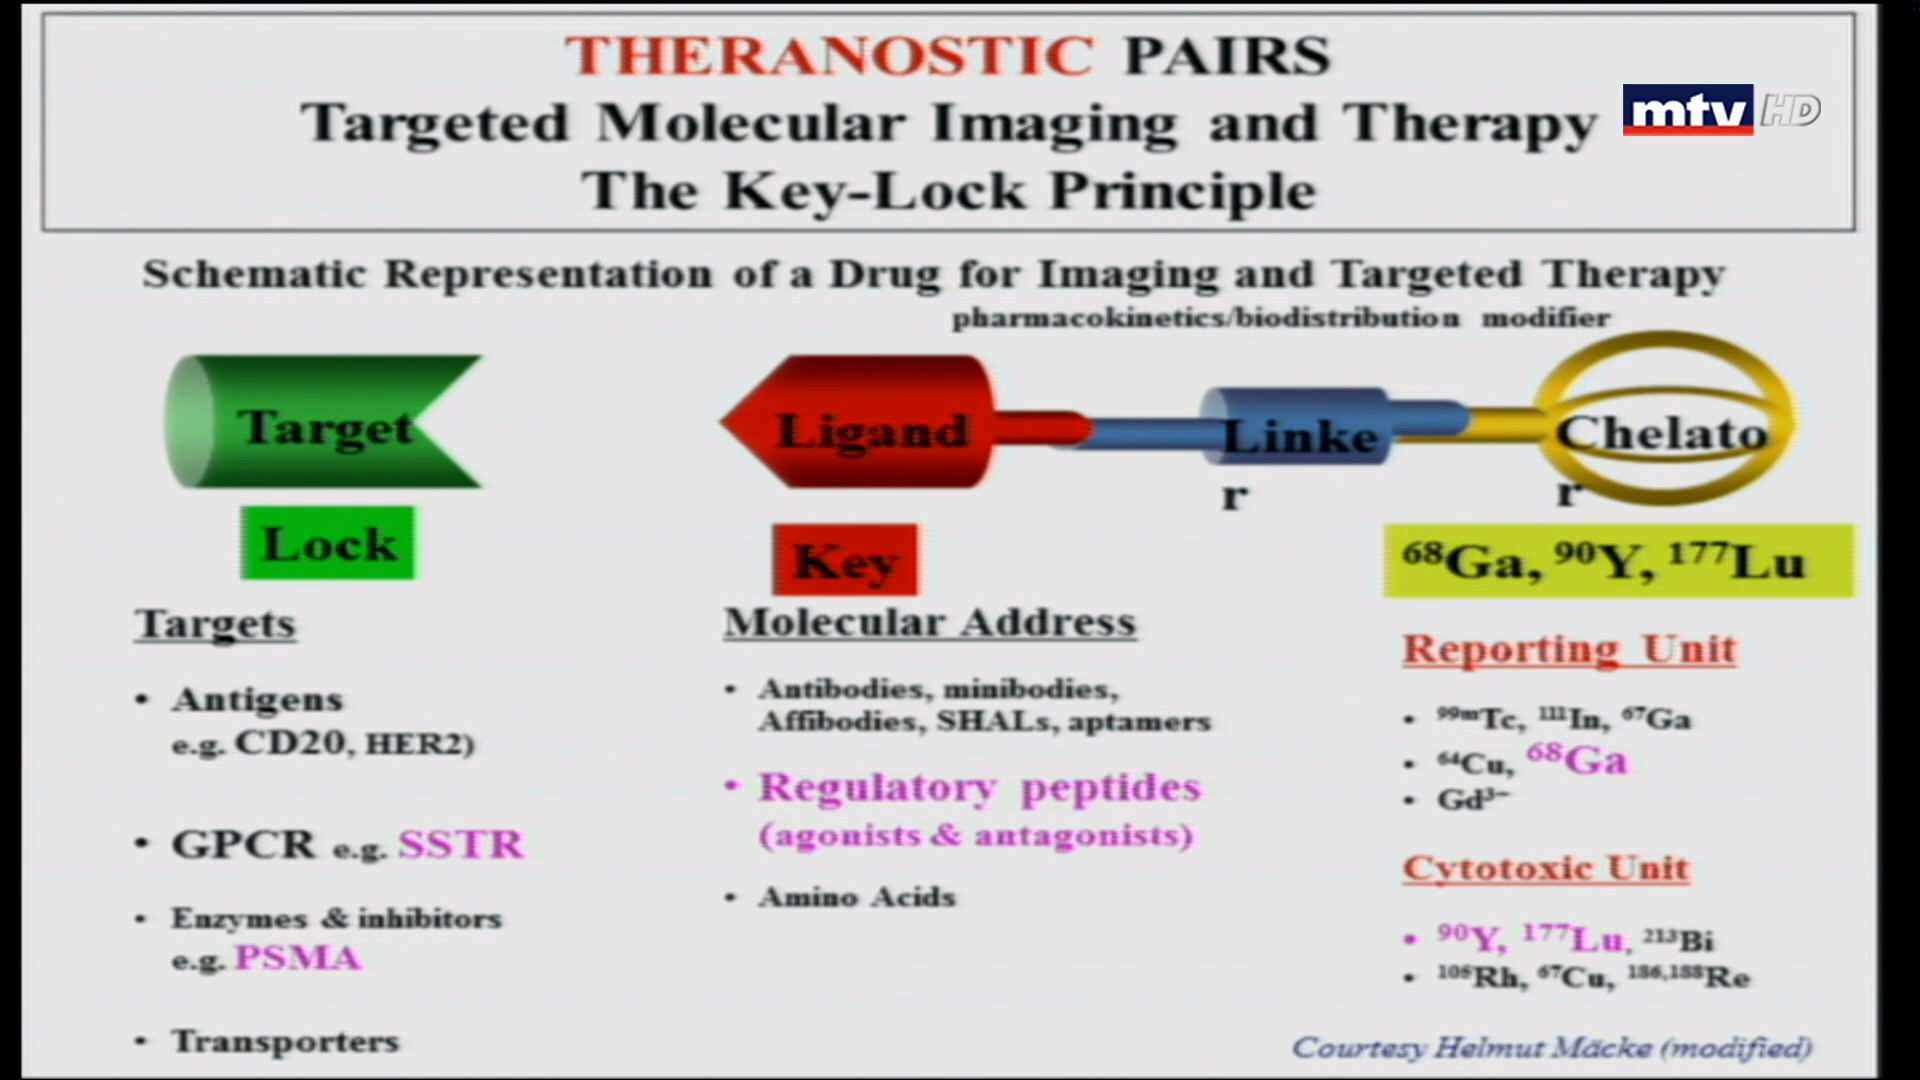 THERANOSTIC PAIRS
Targeted Molecular Imaging and Therapy
The Key-Lock Principle
mtv HD
Schematic Representation of a Drug for Imaging and Targeted Therapy
pharmacokinetics/biodistribution modifier
Target
Ligand
Linke
r
Chelato
r
Lock
Key
⁶⁸Ga, ⁹⁰Y, ¹⁷⁷Lu
Targets
• Antigens
e.g. CD20, HER2)
• GPCR e.g. SSTR
• Enzymes & inhibitors
e.g. PSMA
• Transporters
Molecular Address
• Antibodies, minibodies,
Affibodies, SHALs, aptamers
• Regulatory peptides
(agonists & antagonists)
• Amino Acids
Reporting Unit
• ⁹⁹ᵐTc, ¹¹¹In, ⁶⁷Ga
• ⁶⁴Cu, ⁶⁸Ga
• Gd³⁺
Cytotoxic Unit
• ⁹⁰Y, ¹⁷⁷Lu, ²¹³Bi
• ¹⁰⁵Rh, ⁶⁷Cu, ¹⁸⁶,¹⁸⁸Re
Courtesy Helmut Mäcke (modified)